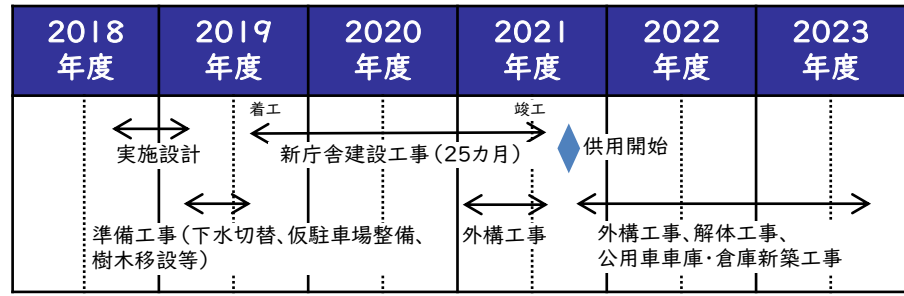 2018
年度
2019
年度
2020
年度
2021
年度
2022
年度
2023
年度
着工
竣工
実施設計
新庁舎建設工事(25カ月)
供用開始
準備工事(下水切替、仮駐車場整備、
樹木移設等)
外構工事
外構工事、解体工事、
公用車車庫・倉庫新築工事